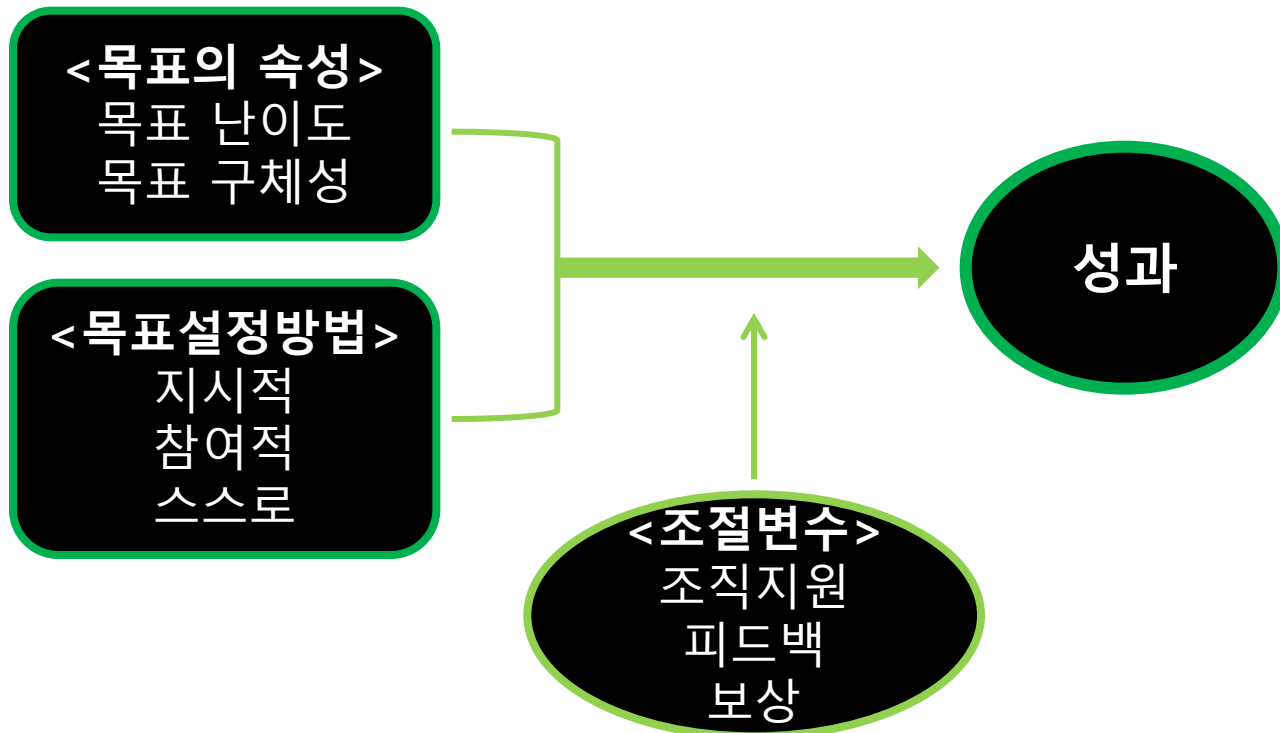 <목표의 속성>
목표 난이도
목표 구체성
<목표설정방법>
지시적
참여적
스스로
성과
<조절변수>
조직지원
피드백
보상